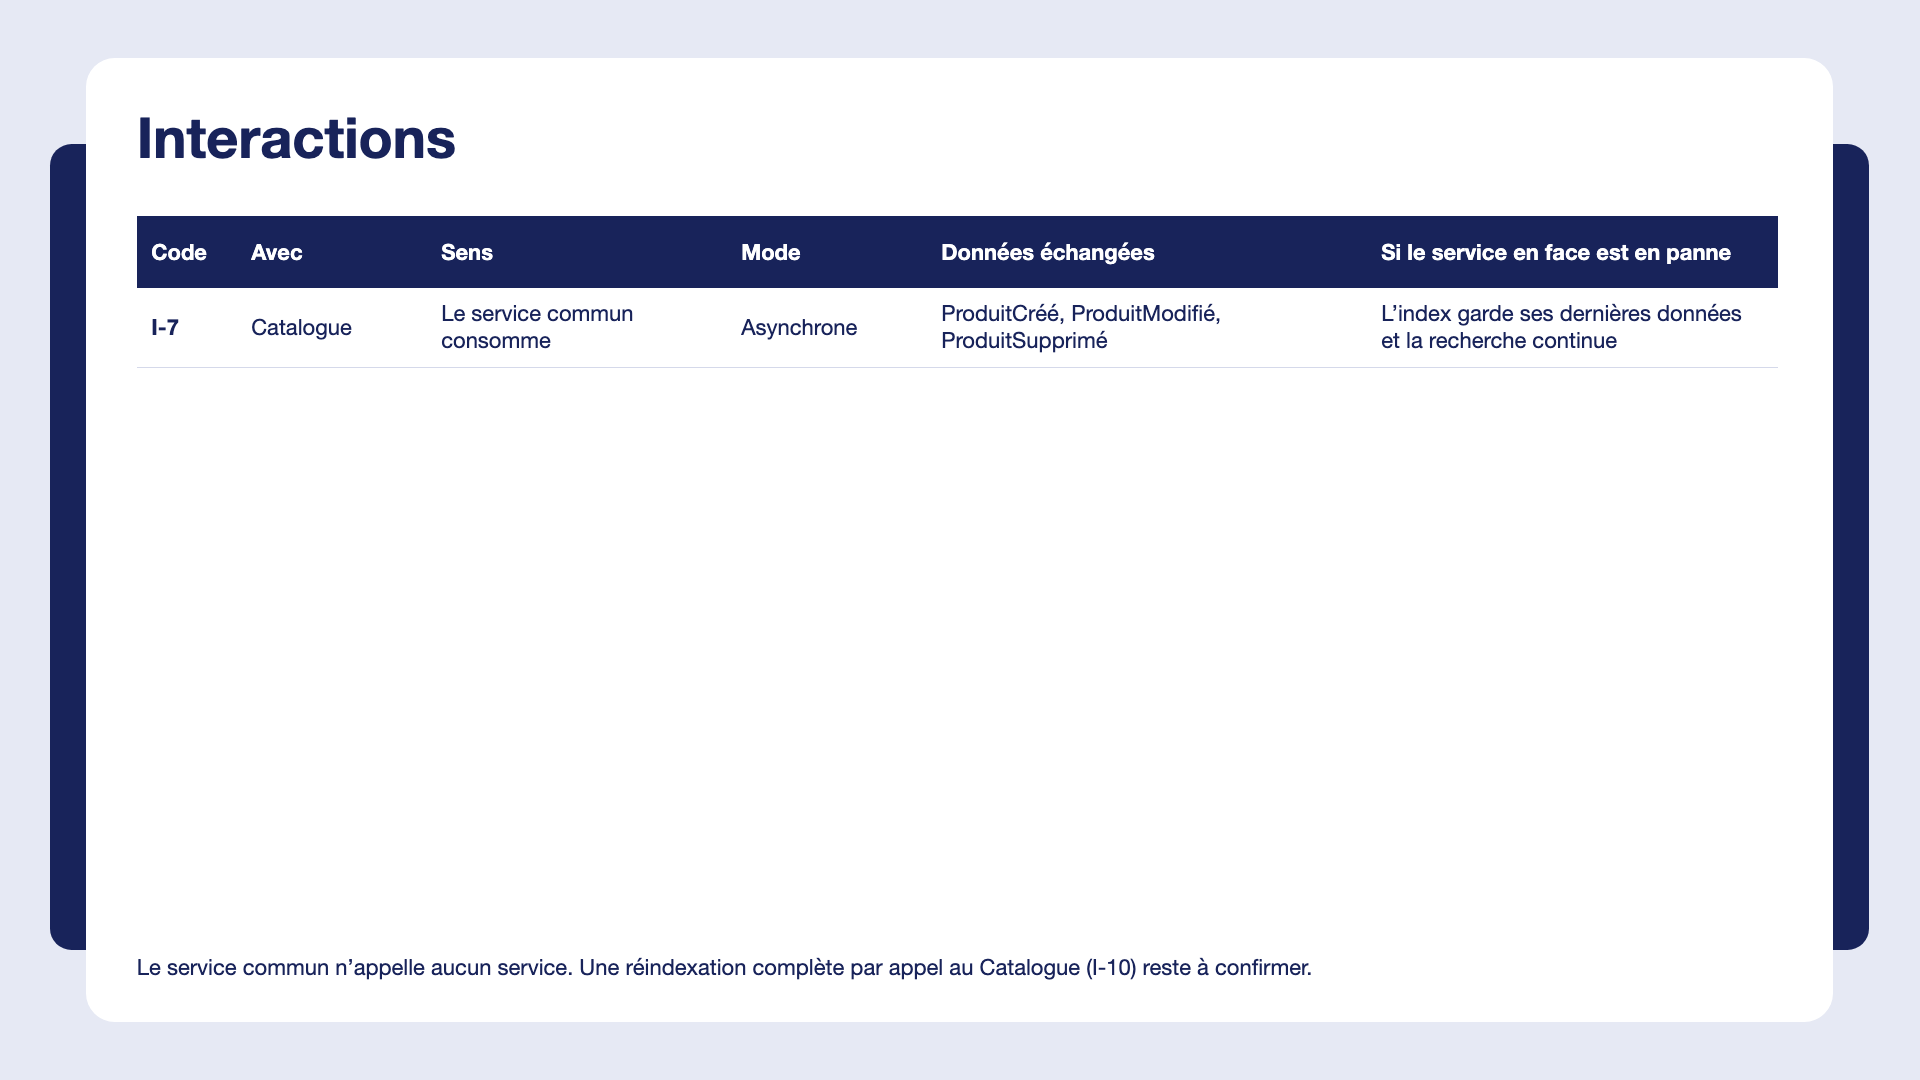 Interactions
Code Avec Sens Mode Données échangées Si le service en face est en panne
I-7 Catalogue Le service commun consomme Asynchrone ProduitCréé, ProduitModifié, ProduitSupprimé L’index garde ses dernières données et la recherche continue
Le service commun n’appelle aucun service. Une réindexation complète par appel au Catalogue (I-10) reste à confirmer.